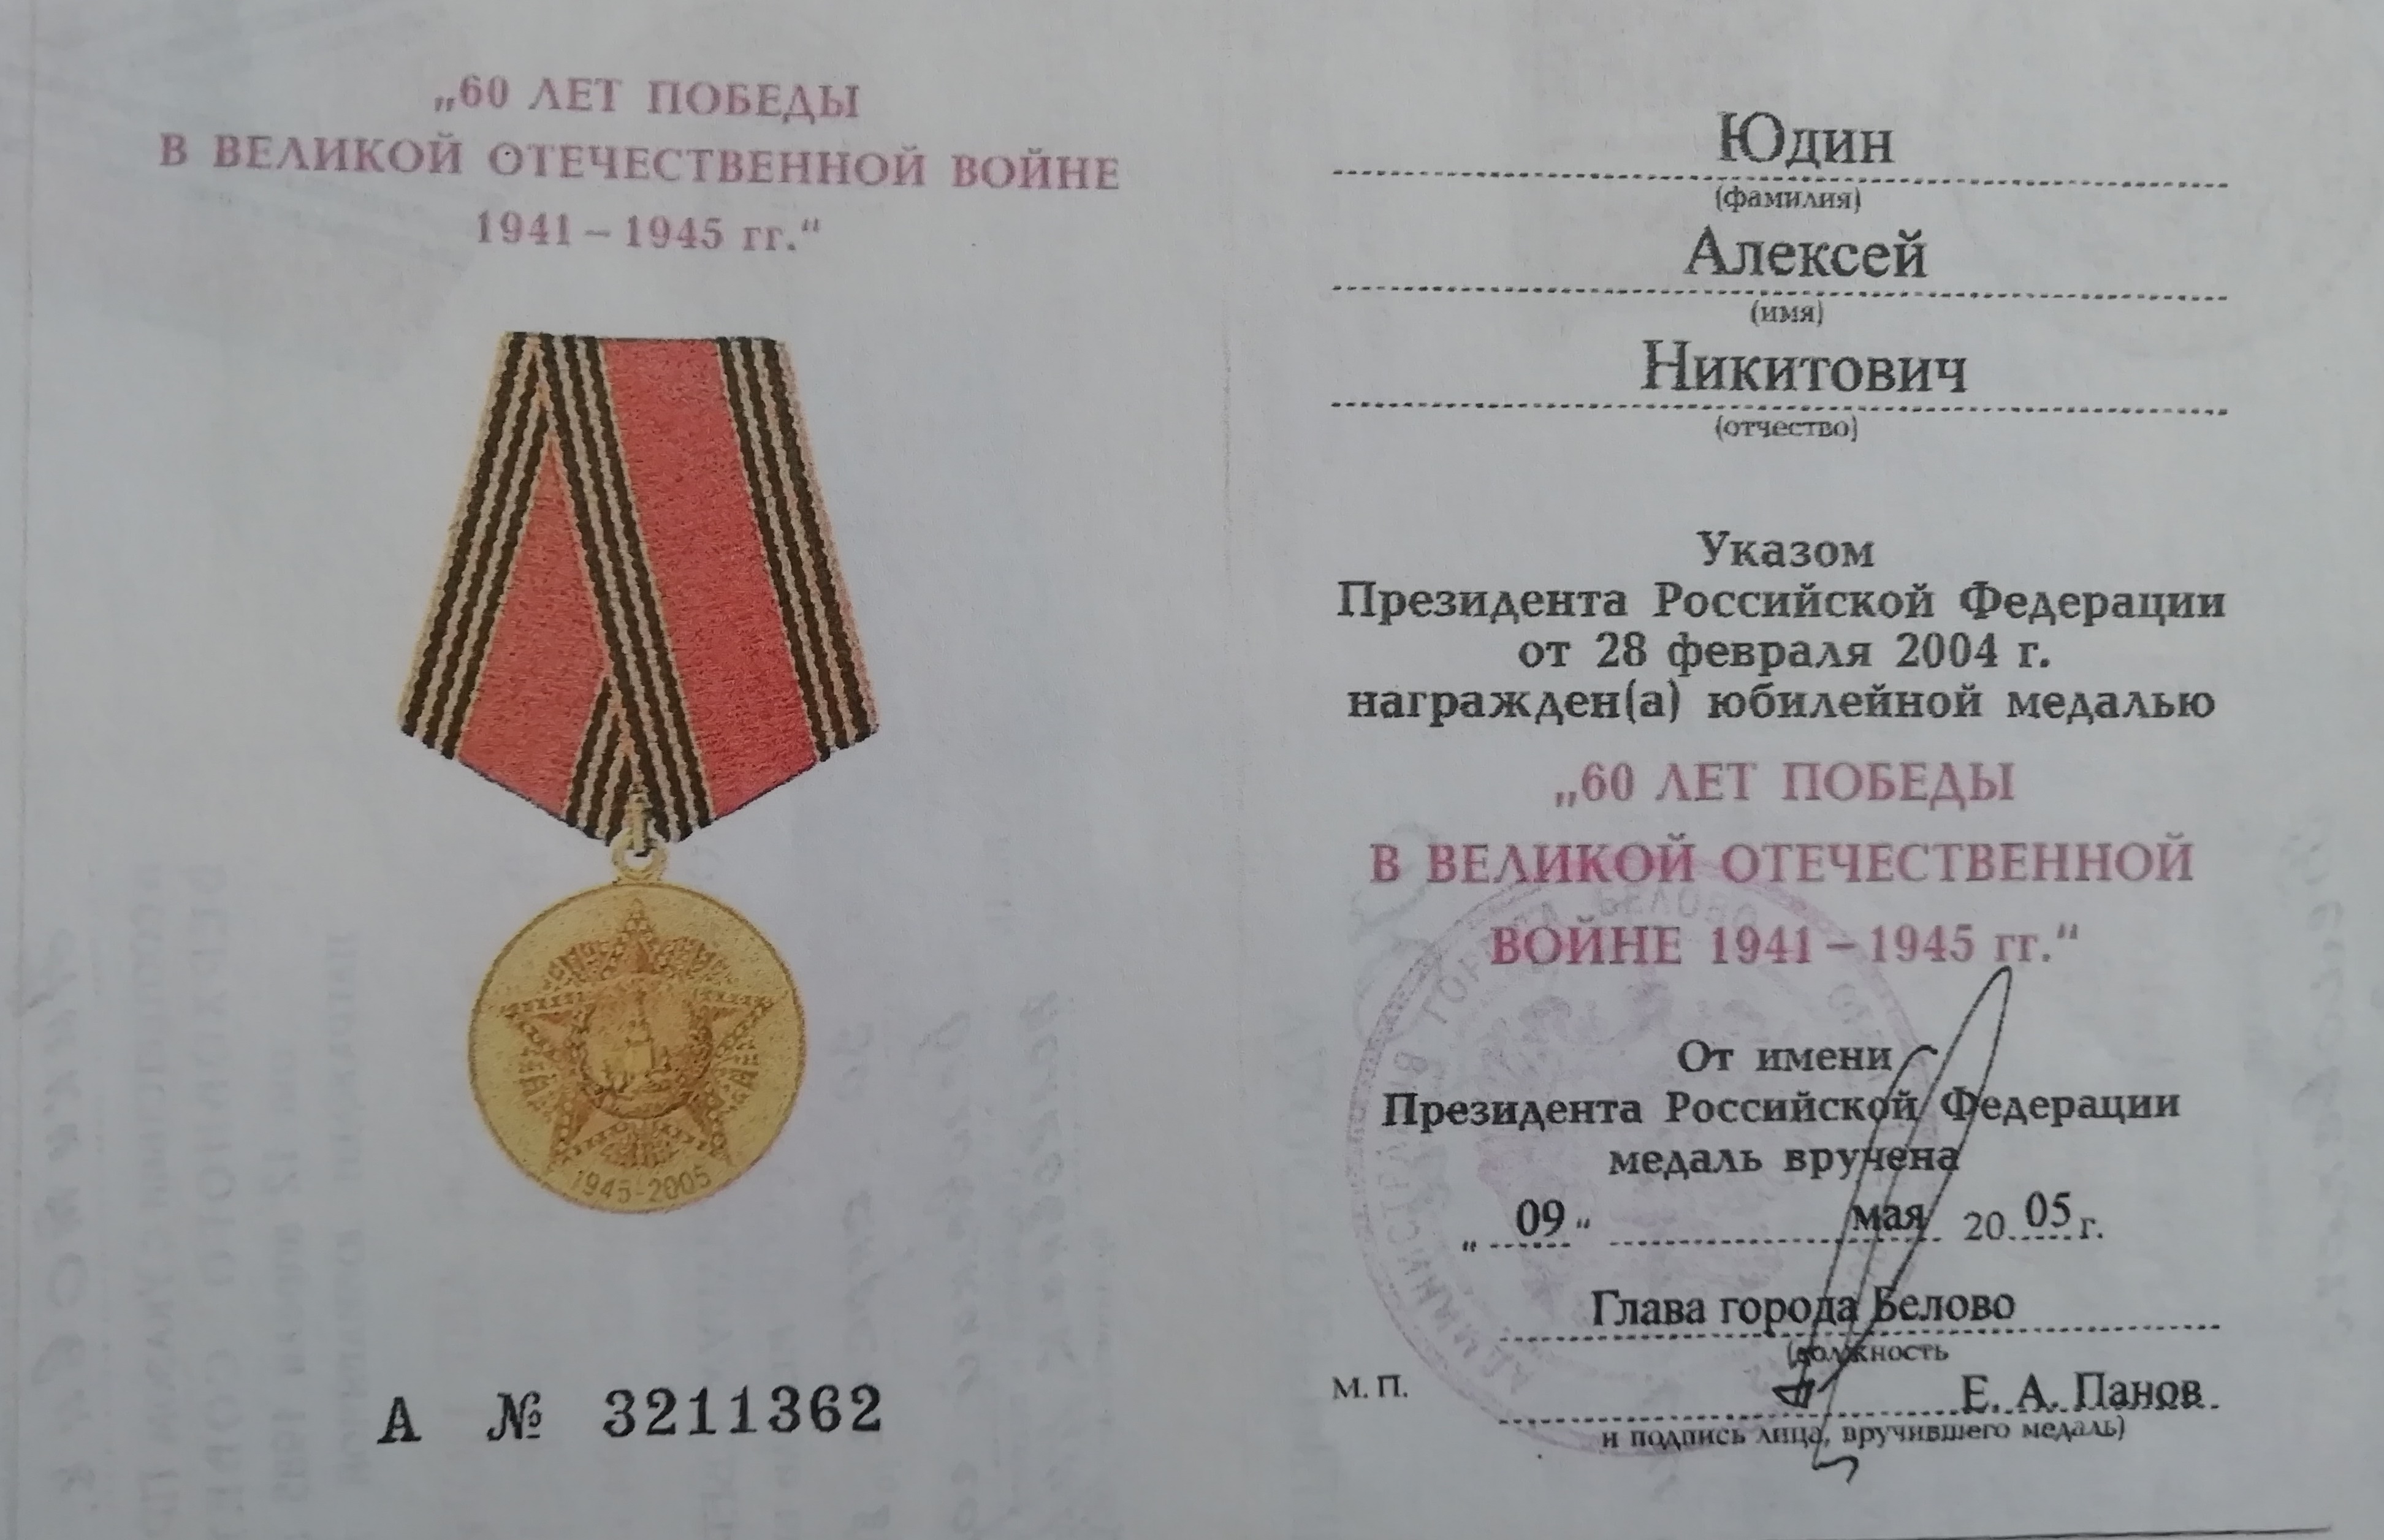 „60 ЛЕТ ПОБЕДЫ
В ВЕЛИКОЙ ОТЕЧЕСТВЕННОЙ ВОЙНЕ
1941 – 1945 гг.“
1945-2005
А № 3211362
Юдин
(фамилия)
Алексей
(имя)
Никитович
(отчество)
Указом
Президента Российской Федерации
от 28 февраля 2004 г.
награжден(а) юбилейной медалью
„60 ЛЕТ ПОБЕДЫ
В ВЕЛИКОЙ ОТЕЧЕСТВЕННОЙ
ВОЙНЕ 1941 – 1945 гг.“
От имени
Президента Российской Федерации
медаль вручена
„ 09 “ мая 20 05 г.
Глава города Белово
(должность
М. П. Е. А. Панов
и подпись лица, вручившего медаль)